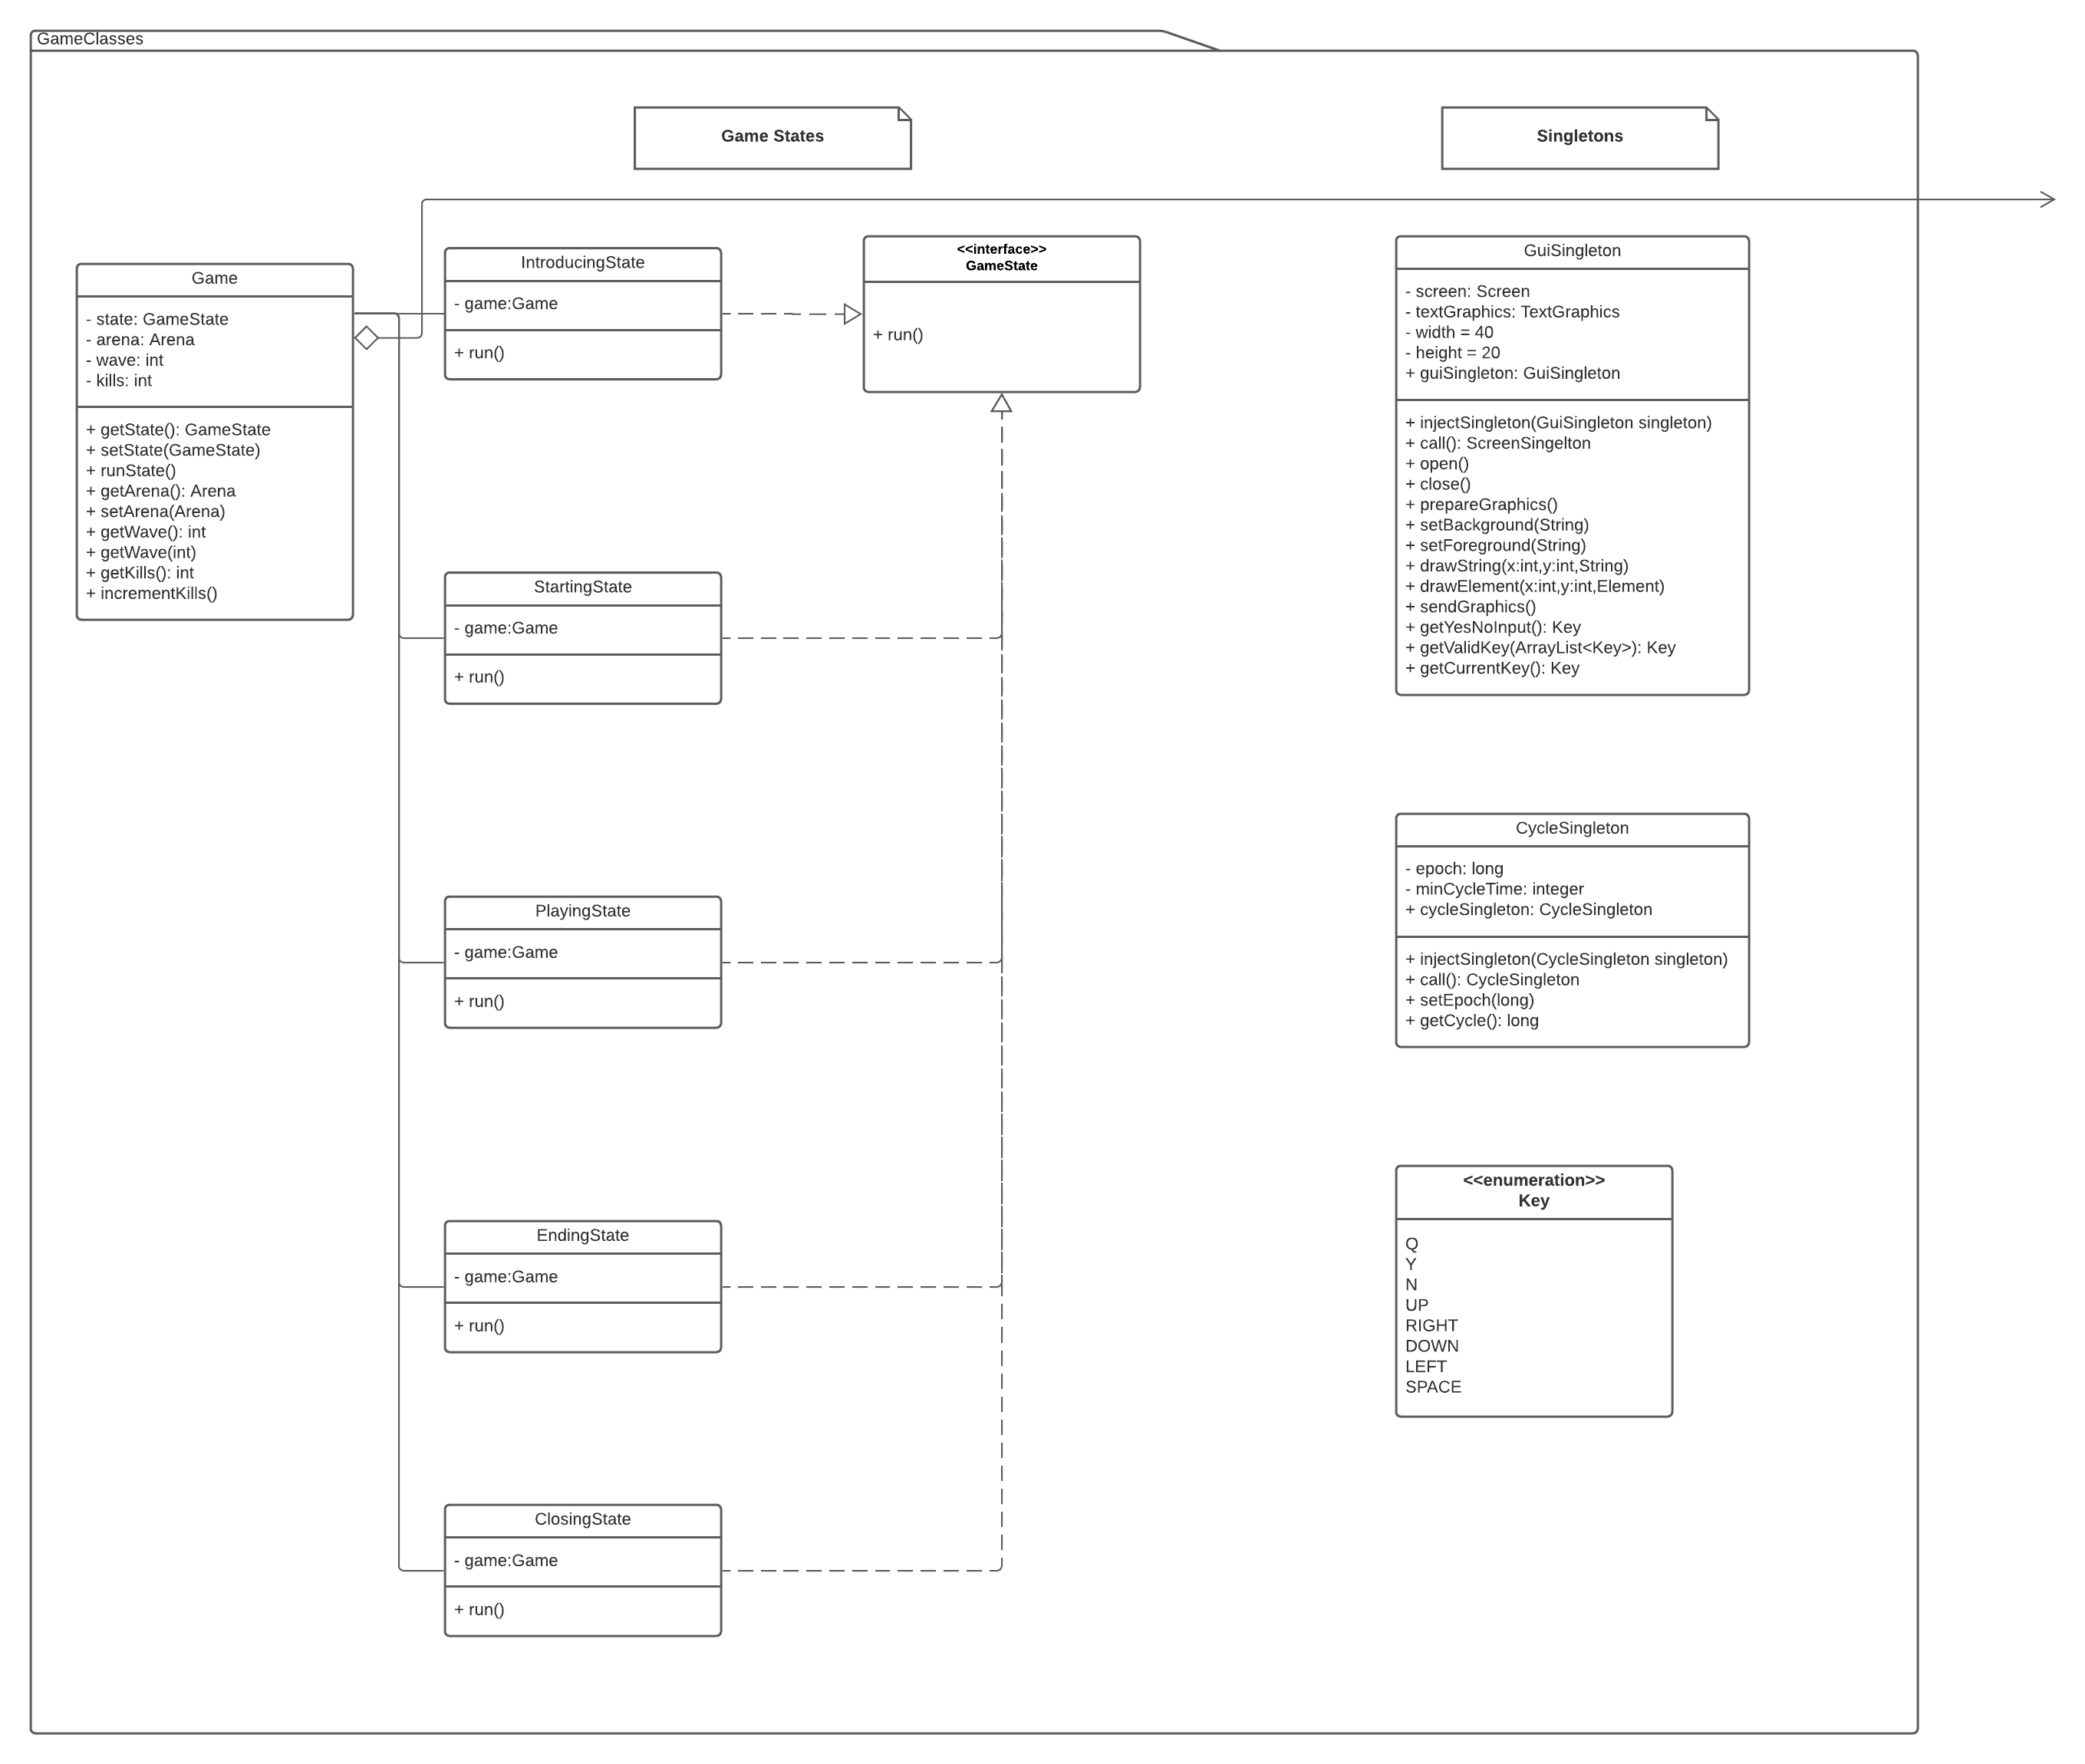 GameClasses
Game States
Singletons
Game
- state: GameState
- arena: Arena
- wave: int
- kills: int
+ getState(): GameState
+ setState(GameState)
+ runState()
+ getArena(): Arena
+ setArena(Arena)
+ getWave(): int
+ getWave(int)
+ getKills(): int
+ incrementKills()
IntroducingState
- game:Game
+ run()
<<interface>>
GameState
+ run()
StartingState
- game:Game
+ run()
PlayingState
- game:Game
+ run()
EndingState
- game:Game
+ run()
ClosingState
- game:Game
+ run()
GuiSingleton
- screen: Screen
- textGraphics: TextGraphics
- width = 40
- height = 20
+ guiSingleton: GuiSingleton
+ injectSingleton(GuiSingleton singleton)
+ call(): ScreenSingelton
+ open()
+ close()
+ prepareGraphics()
+ setBackground(String)
+ setForeground(String)
+ drawString(x:int,y:int,String)
+ drawElement(x:int,y:int,Element)
+ sendGraphics()
+ getYesNoInput(): Key
+ getValidKey(ArrayList<Key>): Key
+ getCurrentKey(): Key
CycleSingleton
- epoch: long
- minCycleTime: integer
+ cycleSingleton: CycleSingleton
+ injectSingleton(CycleSingleton singleton)
+ call(): CycleSingleton
+ setEpoch(long)
+ getCycle(): long
<<enumeration>>
Key
Q
Y
N
UP
RIGHT
DOWN
LEFT
SPACE